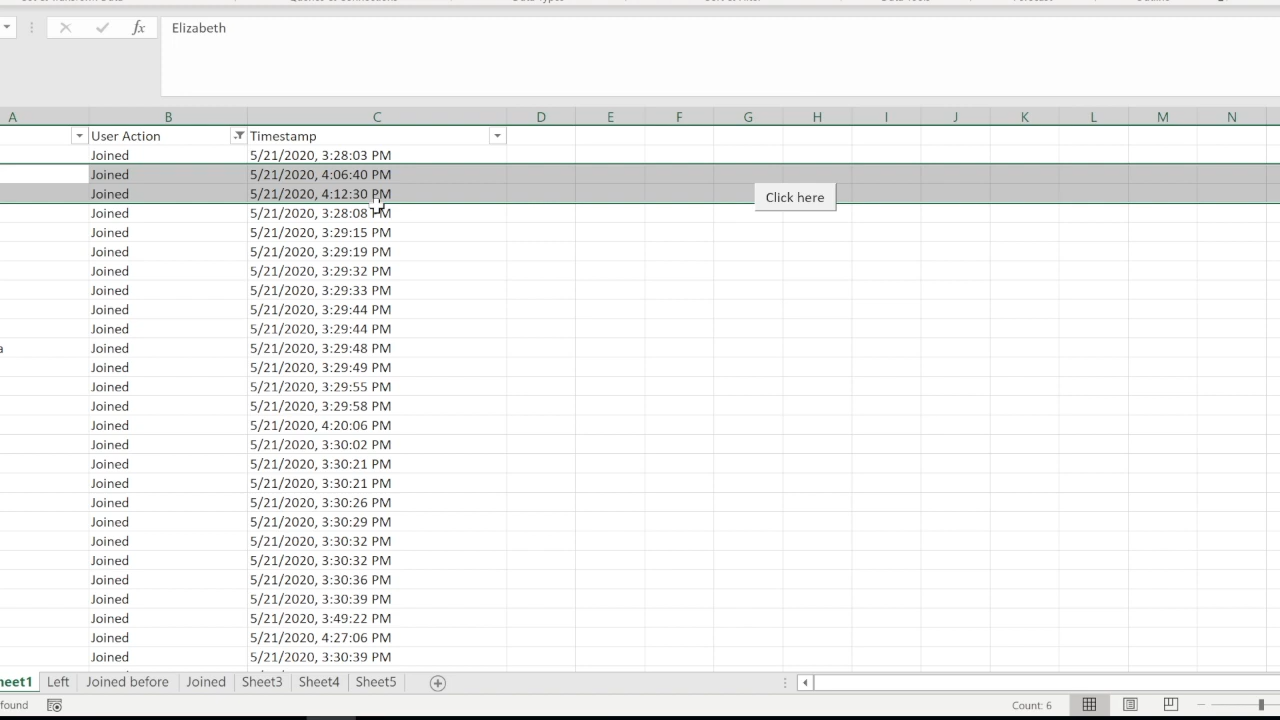 Elizabeth
A B C D E F G H I J K L M N
User Action Timestamp
Joined 5/21/2020, 3:28:03 PM
Joined 5/21/2020, 4:06:40 PM
Joined 5/21/2020, 4:12:30 PM
Click here
Joined 5/21/2020, 3:28:08 PM
Joined 5/21/2020, 3:29:15 PM
Joined 5/21/2020, 3:29:19 PM
Joined 5/21/2020, 3:29:32 PM
Joined 5/21/2020, 3:29:33 PM
Joined 5/21/2020, 3:29:44 PM
Joined 5/21/2020, 3:29:44 PM
a Joined 5/21/2020, 3:29:48 PM
Joined 5/21/2020, 3:29:49 PM
Joined 5/21/2020, 3:29:55 PM
Joined 5/21/2020, 3:29:58 PM
Joined 5/21/2020, 4:20:06 PM
Joined 5/21/2020, 3:30:02 PM
Joined 5/21/2020, 3:30:21 PM
Joined 5/21/2020, 3:30:21 PM
Joined 5/21/2020, 3:30:26 PM
Joined 5/21/2020, 3:30:29 PM
Joined 5/21/2020, 3:30:32 PM
Joined 5/21/2020, 3:30:32 PM
Joined 5/21/2020, 3:30:36 PM
Joined 5/21/2020, 3:30:39 PM
Joined 5/21/2020, 3:49:22 PM
Joined 5/21/2020, 4:27:06 PM
Joined 5/21/2020, 3:30:39 PM
heet1 Left Joined before Joined Sheet3 Sheet4 Sheet5
found Count: 6